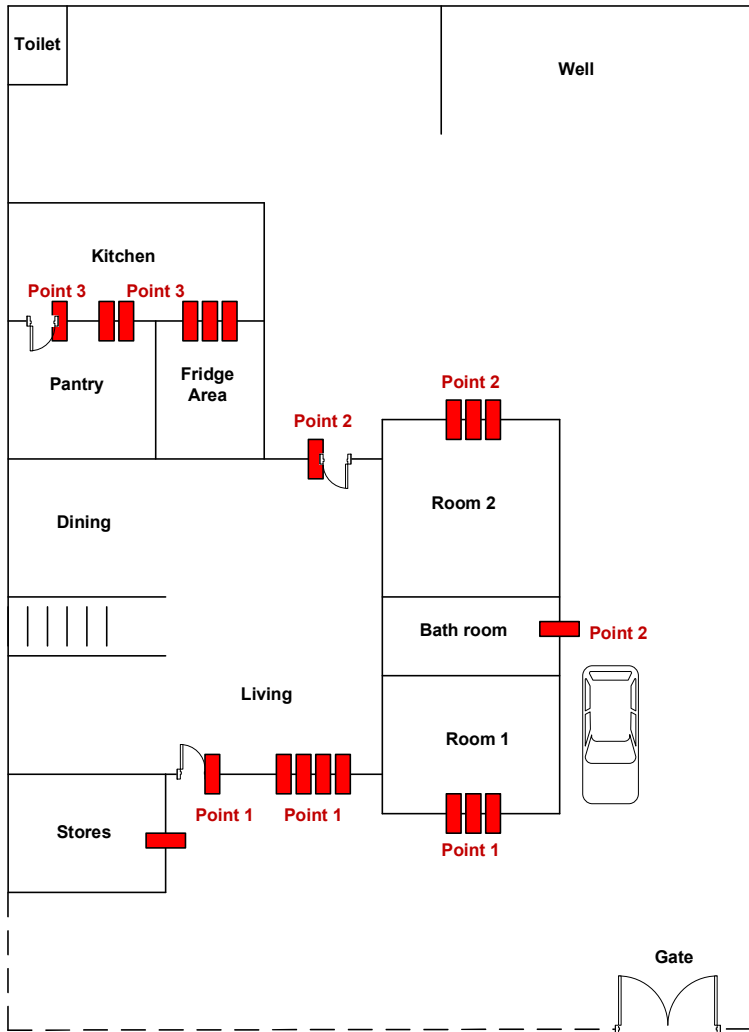 Toilet
Well
Kitchen
Point 3
Point 3
Pantry
Fridge
Area
Point 2
Point 2
Room 2
Dining
Bath room
Point 2
Living
Room 1
Point 1
Point 1
Stores
Point 1
Gate